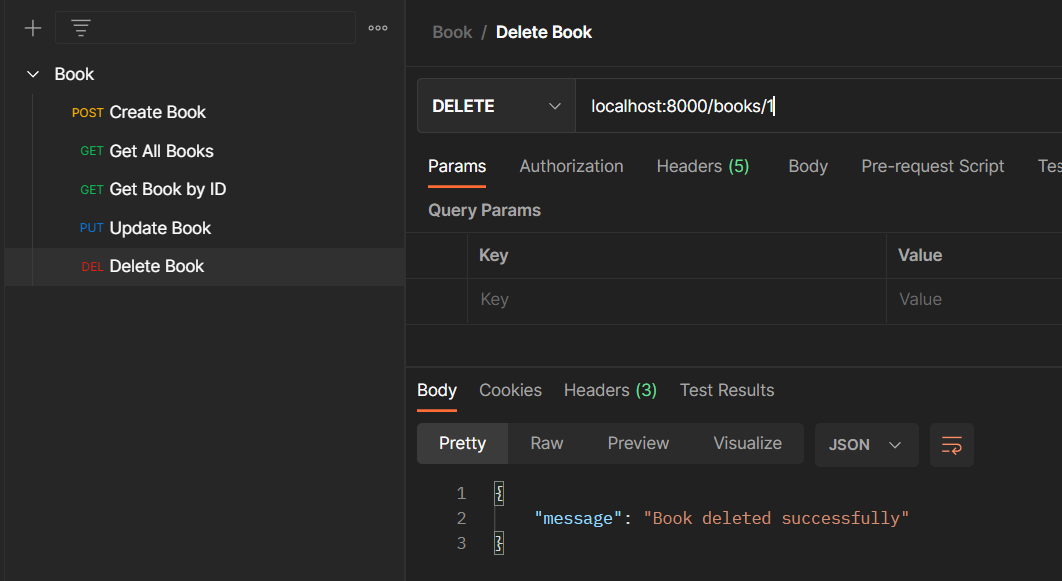 Book
POST Create Book
GET Get All Books
GET Get Book by ID
PUT Update Book
DEL Delete Book
Book / Delete Book
DELETE localhost:8000/books/1
Params Authorization Headers (5) Body Pre-request Script Tes
Query Params
Key Value
Key Value
Body Cookies Headers (3) Test Results
Pretty Raw Preview Visualize JSON
1 {
2 "message": "Book deleted successfully"
3 }